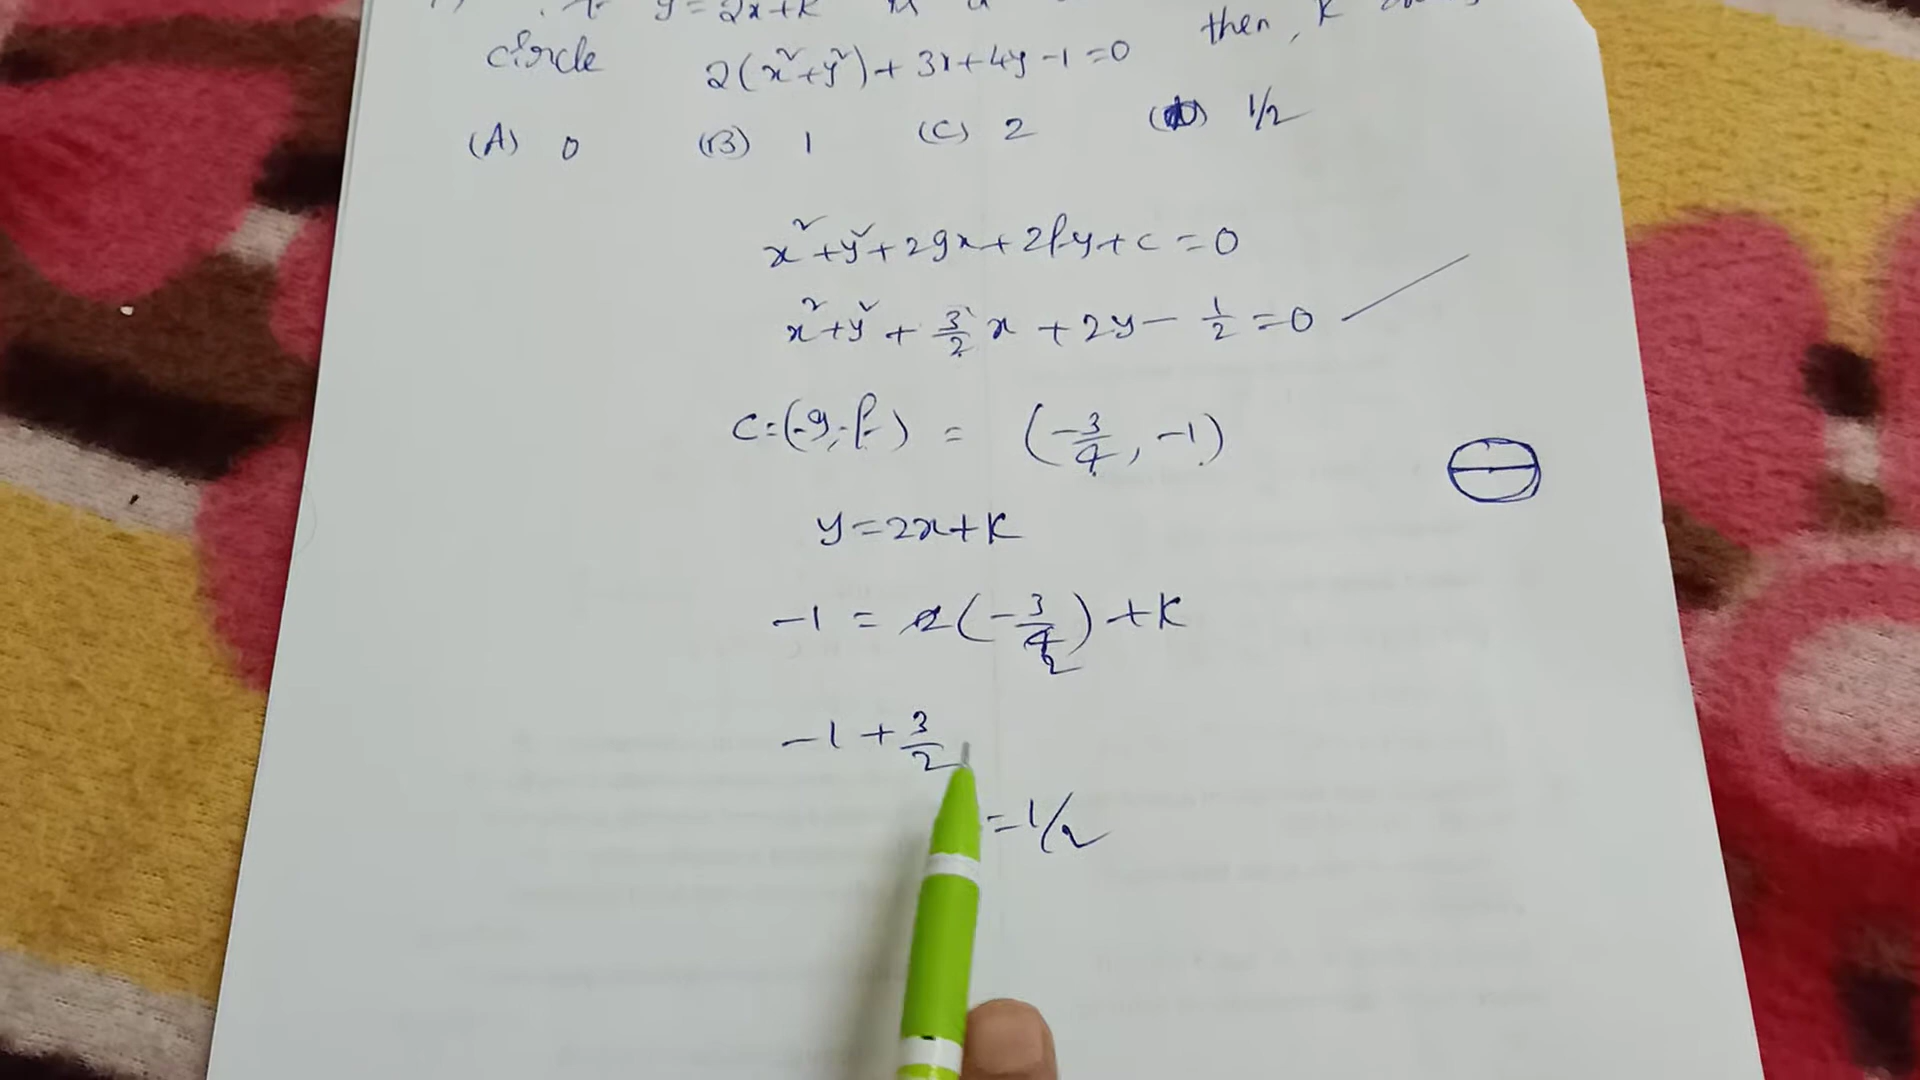 y = 2x+k
circle 2(x²+y²)+3x+4y-1=0 then, k
(A) 0 (B) 1 (C) 2 (D) 1/2
x²+y²+2gx+2fy+c=0
x²+y²+3/2 x+2y-1/2=0
C=(-g,-f) = (-3/4, -1)
y=2x+k
-1 = 2(-3/4)+k
2
-1+3/2
=1/2